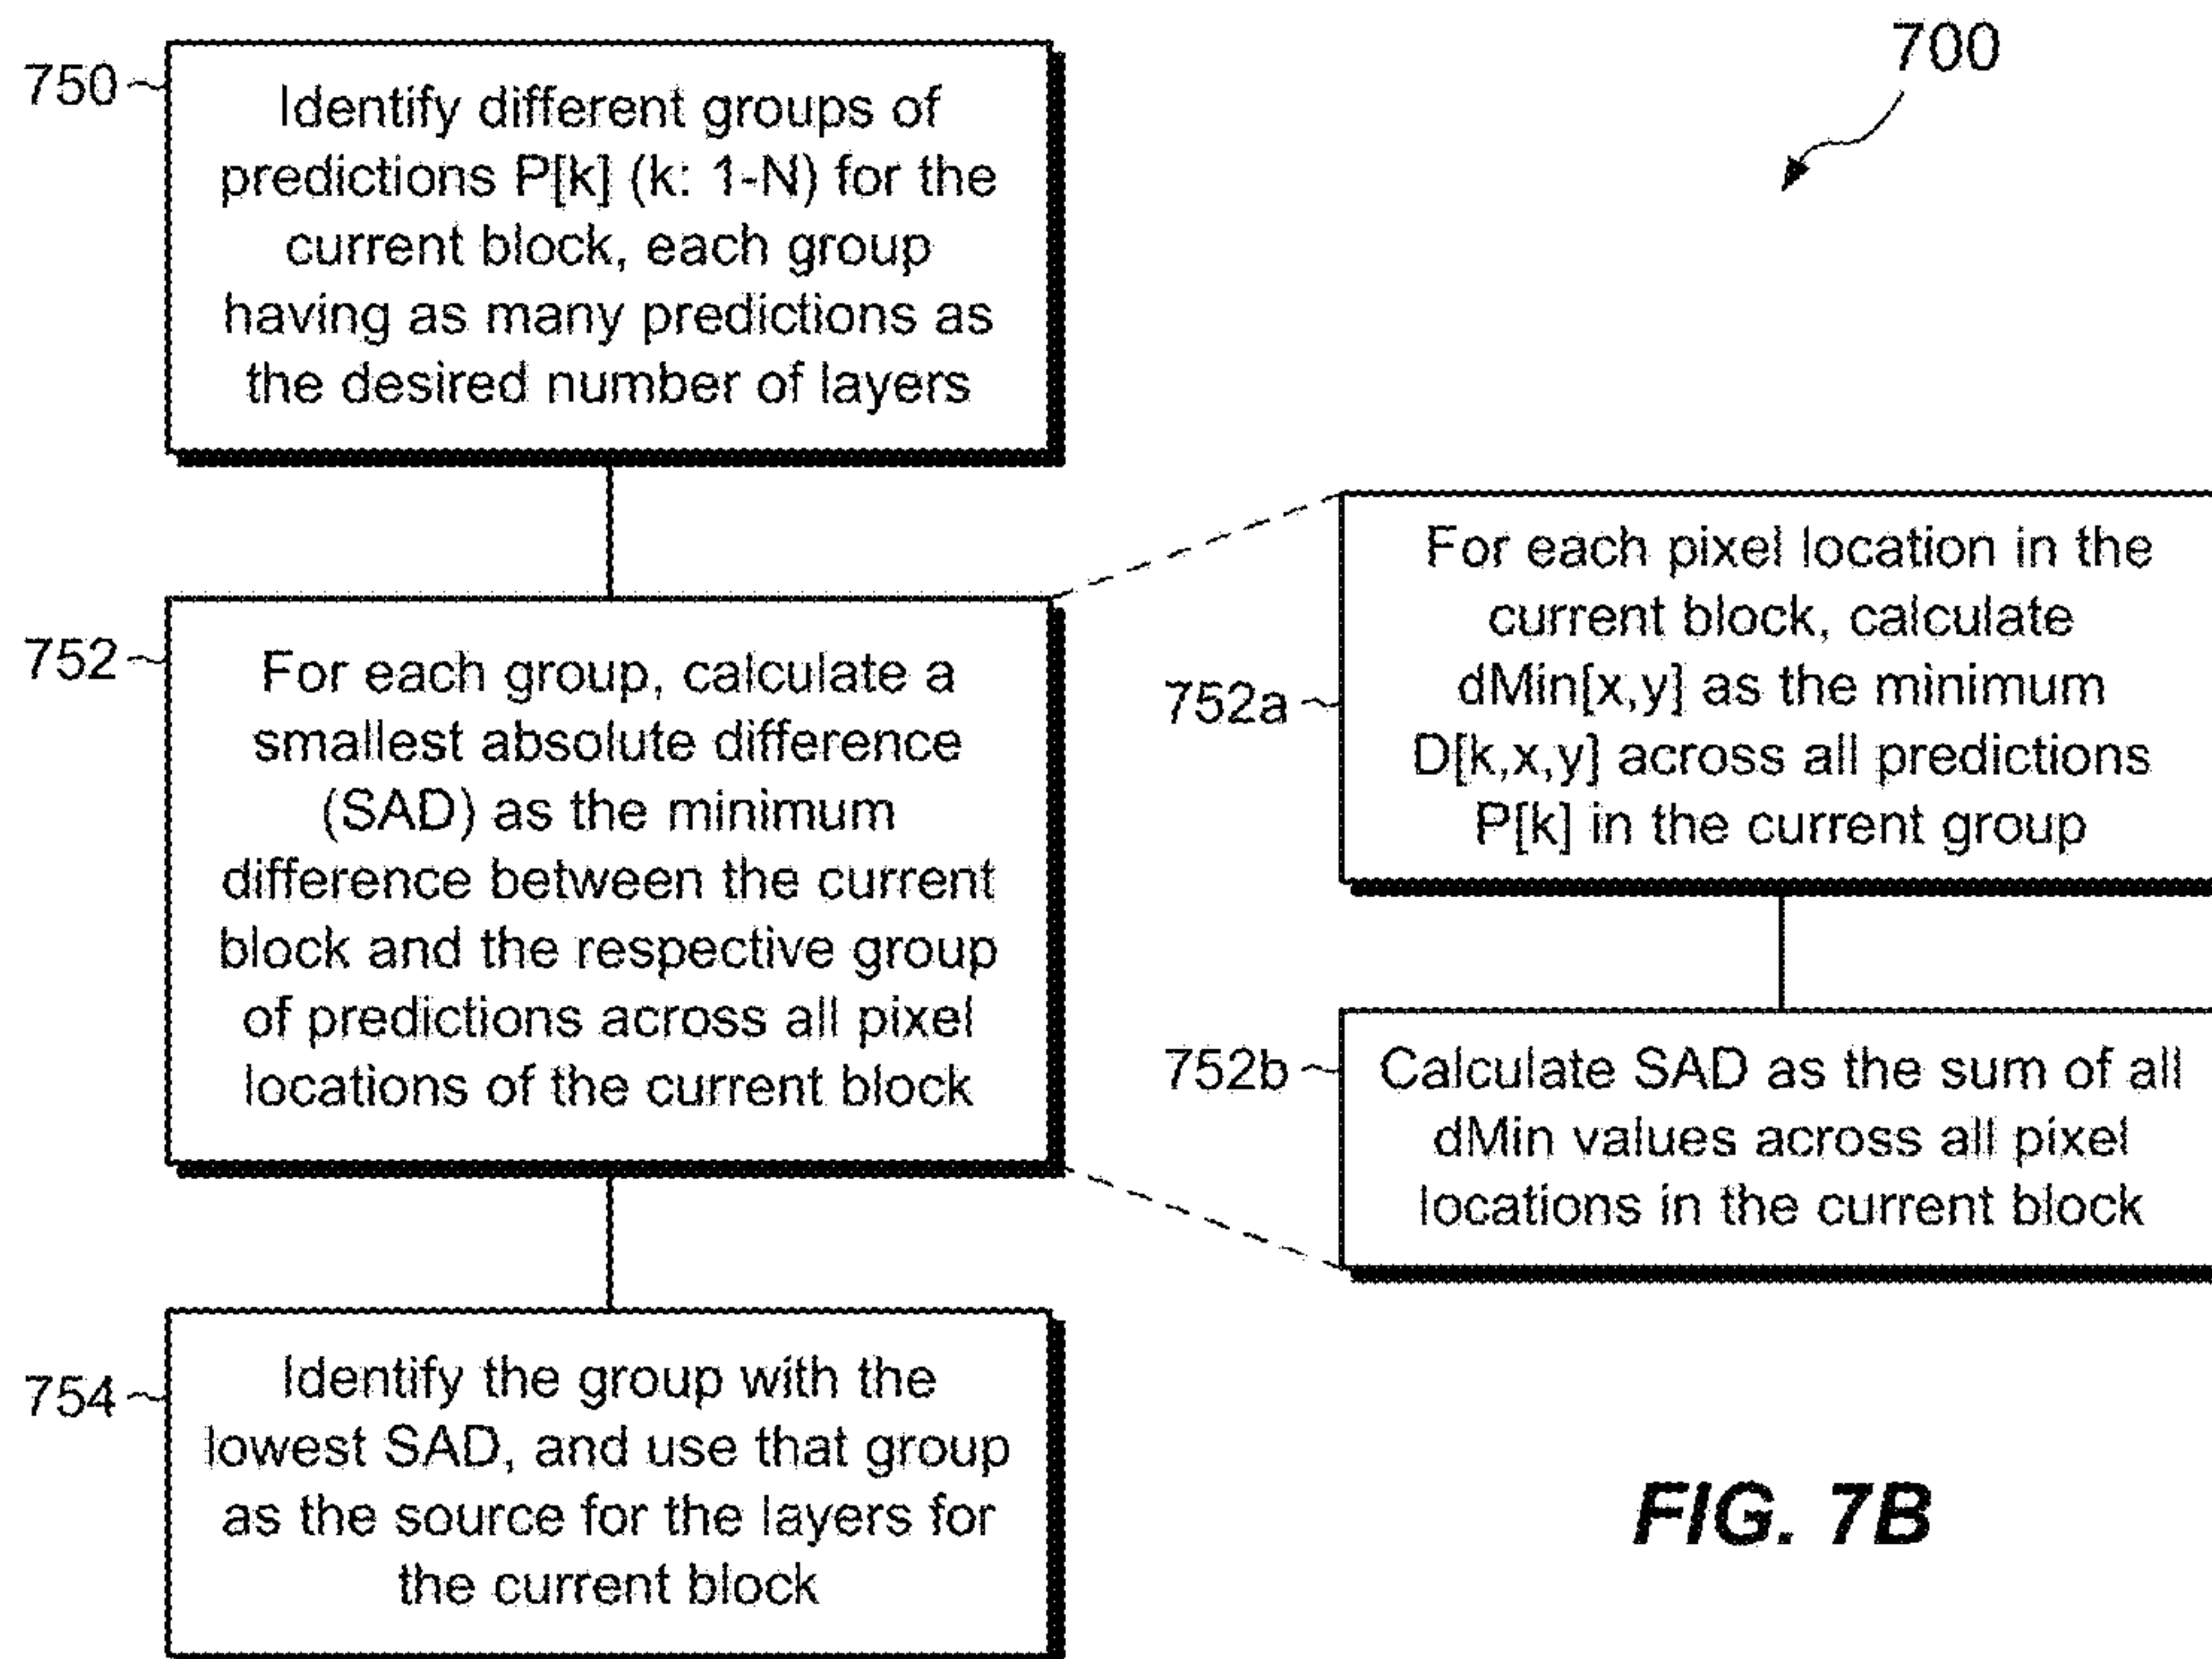 700
750
Identify different groups of
predictions P[k] (k: 1-N) for the
current block, each group
having as many predictions as
the desired number of layers
752
For each group, calculate a
smallest absolute difference
(SAD) as the minimum
difference between the current
block and the respective group
of predictions across all pixel
locations of the current block
752a
For each pixel location in the
current block, calculate
dMin[x,y] as the minimum
D[k,x,y] across all predictions
P[k] in the current group
752b
Calculate SAD as the sum of all
dMin values across all pixel
locations in the current block
754
Identify the group with the
lowest SAD, and use that group
as the source for the layers for
the current block
FIG. 7B